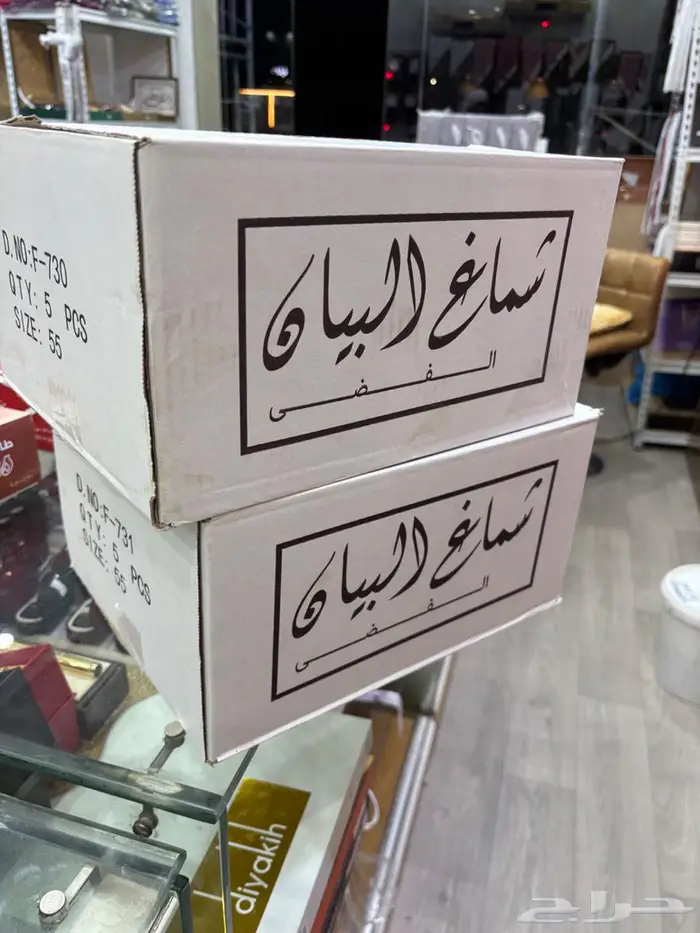 D.NO:F-730
QTY: 5 PCS
SIZE: 55
شماغ البيان
الفضى
D.NO:F-731
QTY: 5 PCS
SIZE: 55
شماغ البيان
الفضى
diyakih
حراج